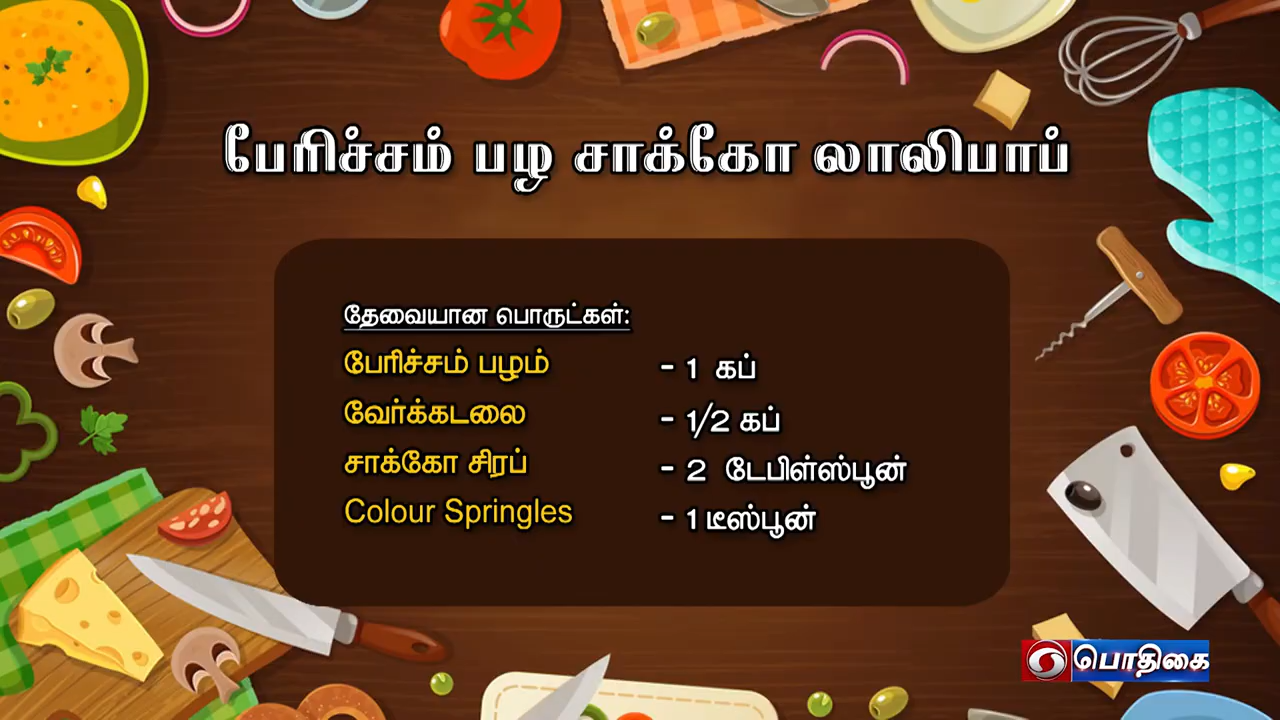 பேரிச்சம் பழ சாக்கோ லாலிபாப்
தேவையான பொருட்கள்:
பேரிச்சம் பழம் - 1 கப்
வேர்க்கடலை - 1/2 கப்
சாக்கோ சிரப் - 2 டேபிள்ஸ்பூன்
Colour Springles - 1 டீஸ்பூன்
பொதிகை